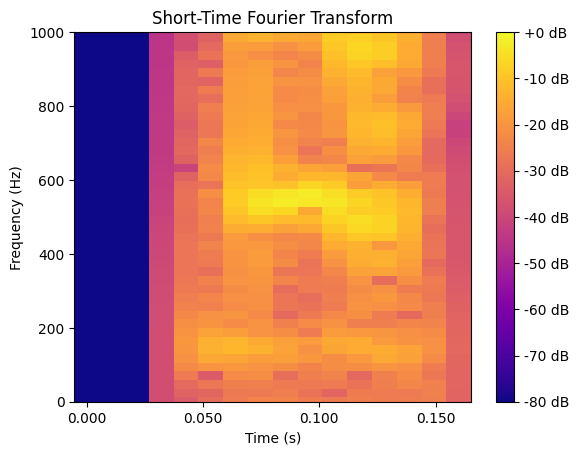 Short-Time Fourier Transform
1000
800
600
400
200
0
Frequency (Hz)
0.000
0.050
0.100
0.150
Time (s)
+0 dB
-10 dB
-20 dB
-30 dB
-40 dB
-50 dB
-60 dB
-70 dB
-80 dB